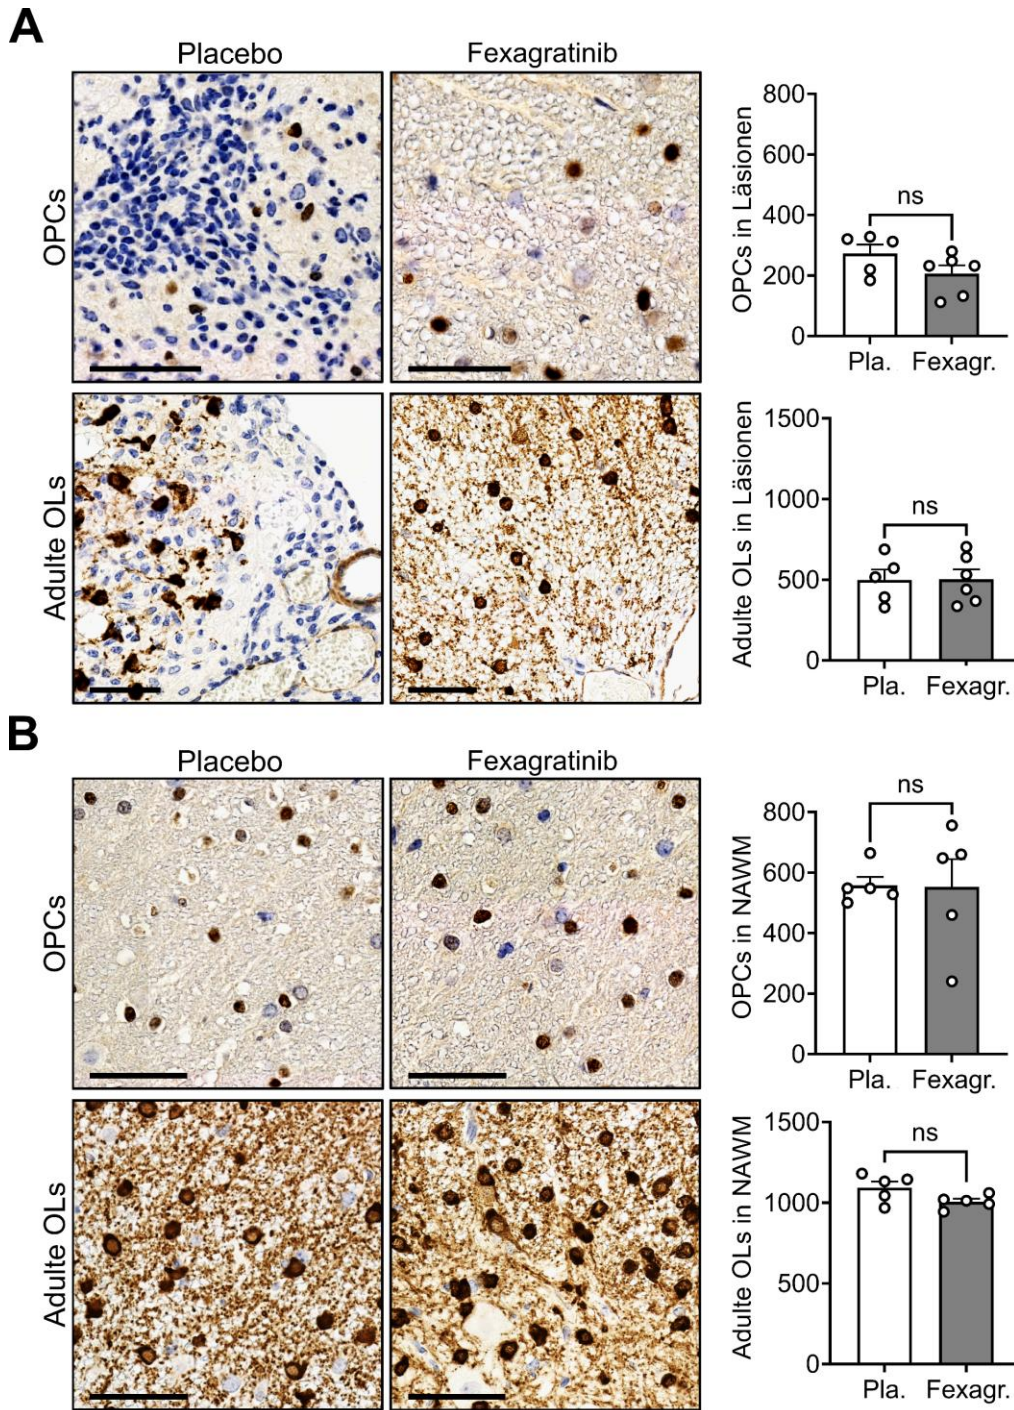 A
Placebo
Fexagratinib
OPCs
800
600
400
200
0
OPCs in Läsionen
ns
Pla.
Fexagr.
Adulte OLs
1500
1000
500
0
Adulte OLs in Läsionen
ns
Pla.
Fexagr.
B
Placebo
Fexagratinib
OPCs
800
600
400
200
0
OPCs in NAWM
ns
Pla.
Fexagr.
Adulte OLs
1500
1000
500
0
Adulte OLs in NAWM
ns
Pla.
Fexagr.